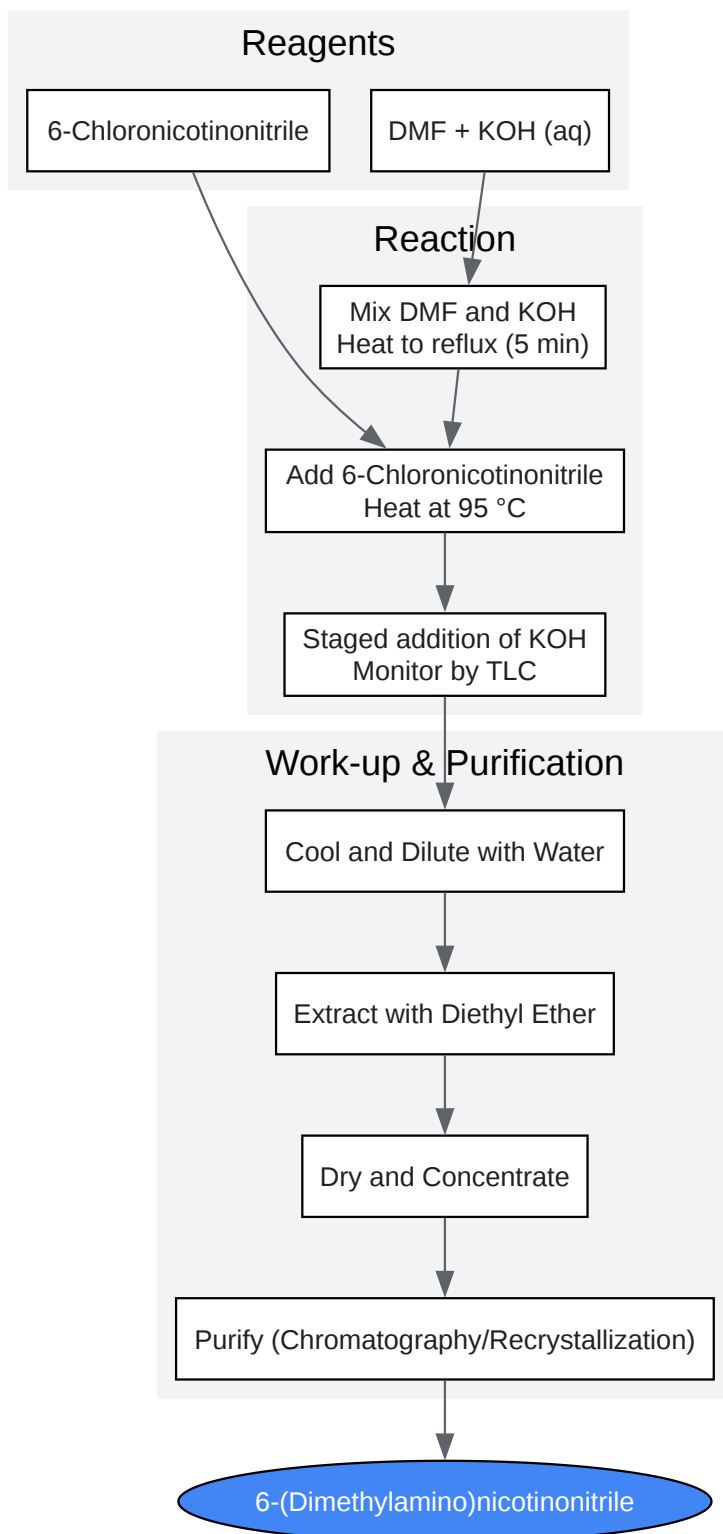 Reagents
6-Chloronicotinonitrile
DMF + KOH (aq)
Reaction
Mix DMF and KOH
Heat to reflux (5 min)
Add 6-Chloronicotinonitrile
Heat at 95 °C
Staged addition of KOH
Monitor by TLC
Work-up & Purification
Cool and Dilute with Water
Extract with Diethyl Ether
Dry and Concentrate
Purify (Chromatography/Recrystallization)
6-(Dimethylamino)nicotinonitrile